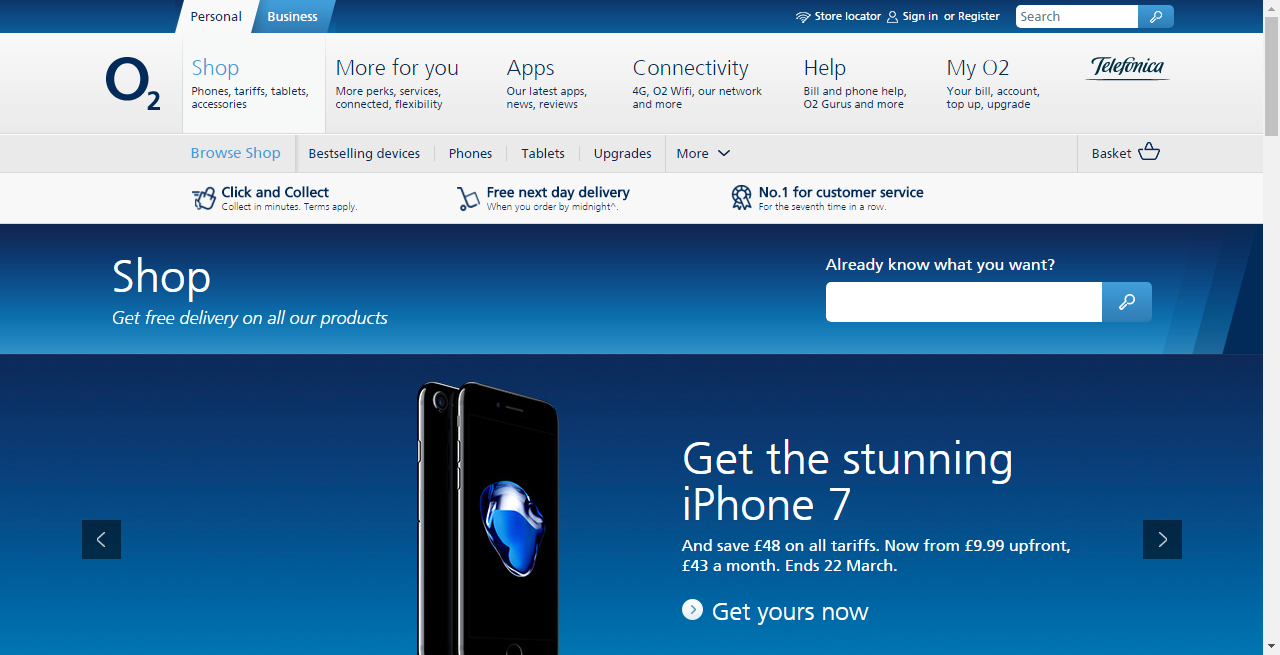 Personal
Business
Store locator
Sign in or Register
Search
O2
Shop
Phones, tariffs, tablets,
accessories
More for you
More perks, services,
connected, flexibility
Apps
Our latest apps,
news, reviews
Connectivity
4G, O2 Wifi, our network
and more
Help
Bill and phone help,
O2 Gurus and more
My O2
Your bill, account,
top up, upgrade
Telefónica
Browse Shop
Bestselling devices
Phones
Tablets
Upgrades
More
Basket
Click and Collect
Collect in minutes. Terms apply.
Free next day delivery
When you order by midnight^.
No.1 for customer service
For the seventh time in a row.
Shop
Get free delivery on all our products
Already know what you want?
Get the stunning
iPhone 7
And save £48 on all tariffs. Now from £9.99 upfront,
£43 a month. Ends 22 March.
Get yours now